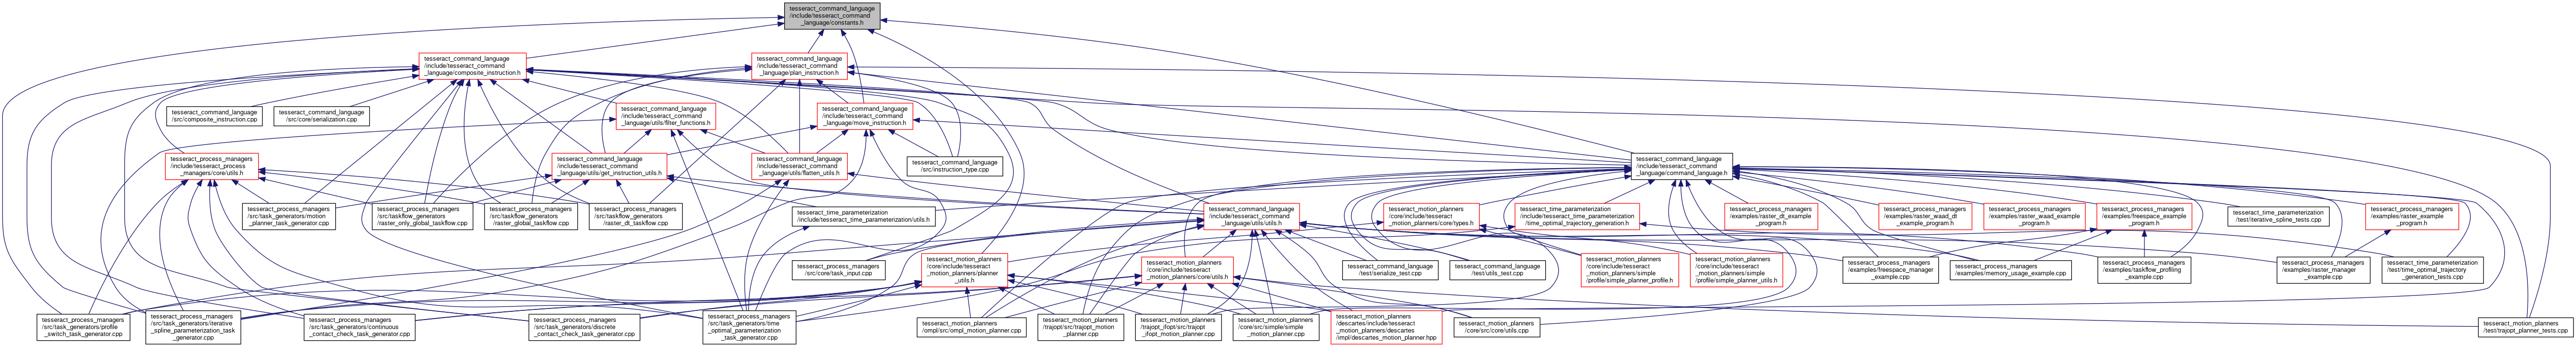 tesseract_command_language
/include/tesseract_command
_language/constants.h
tesseract_command_language
/include/tesseract_command
_language/composite_instruction.h
tesseract_command_language
/include/tesseract_command
_language/plan_instruction.h
tesseract_command_language
/src/composite_instruction.cpp
tesseract_command_language
/src/core/serialization.cpp
tesseract_command_language
/include/tesseract_command
_language/utils/filter_functions.h
tesseract_command_language
/include/tesseract_command
_language/move_instruction.h
tesseract_process_managers
/include/tesseract_process
_managers/core/utils.h
tesseract_command_language
/include/tesseract_command
_language/utils/get_instruction_utils.h
tesseract_command_language
/include/tesseract_command
_language/utils/flatten_utils.h
tesseract_command_language
/src/instruction_type.cpp
tesseract_command_language
/include/tesseract_command
_language/command_language.h
tesseract_process_managers
/src/task_generators/motion
_planner_task_generator.cpp
tesseract_process_managers
/src/taskflow_generators
/raster_only_global_taskflow.cpp
tesseract_process_managers
/src/taskflow_generators
/raster_global_taskflow.cpp
tesseract_process_managers
/src/taskflow_generators
/raster_dt_taskflow.cpp
tesseract_time_parameterization
/include/tesseract_time_parameterization/utils.h
tesseract_command_language
/include/tesseract_command
_language/utils/utils.h
tesseract_motion_planners
/core/include/tesseract
_motion_planners/core/types.h
tesseract_time_parameterization
/include/tesseract_time_parameterization
/time_optimal_trajectory_generation.h
tesseract_process_managers
/examples/raster_dt_example
_program.h
tesseract_process_managers
/examples/raster_waad_dt
_example_program.h
tesseract_process_managers
/examples/raster_waad_example
_program.h
tesseract_process_managers
/examples/freespace_example
_program.h
tesseract_time_parameterization
/test/iterative_spline_tests.cpp
tesseract_process_managers
/examples/raster_example
_program.h
tesseract_process_managers
/src/core/task_input.cpp
tesseract_motion_planners
/core/include/tesseract
_motion_planners/planner
_utils.h
tesseract_motion_planners
/core/include/tesseract
_motion_planners/core/utils.h
tesseract_command_language
/test/serialize_test.cpp
tesseract_command_language
/test/utils_test.cpp
tesseract_motion_planners
/core/include/tesseract
_motion_planners/simple
/profile/simple_planner_profile.h
tesseract_motion_planners
/core/include/tesseract
_motion_planners/simple
/profile/simple_planner_utils.h
tesseract_process_managers
/examples/freespace_manager
_example.cpp
tesseract_process_managers
/examples/memory_usage_example.cpp
tesseract_process_managers
/examples/taskflow_profiling
_example.cpp
tesseract_process_managers
/examples/raster_manager
_example.cpp
tesseract_time_parameterization
/test/time_optimal_trajectory
_generation_tests.cpp
tesseract_process_managers
/src/task_generators/profile
_switch_task_generator.cpp
tesseract_process_managers
/src/task_generators/iterative
_spline_parameterization_task
_generator.cpp
tesseract_process_managers
/src/task_generators/continuous
_contact_check_task_generator.cpp
tesseract_process_managers
/src/task_generators/discrete
_contact_check_task_generator.cpp
tesseract_process_managers
/src/task_generators/time
_optimal_parameterization
_task_generator.cpp
tesseract_motion_planners
/ompl/src/ompl_motion_planner.cpp
tesseract_motion_planners
/trajopt/src/trajopt_motion
_planner.cpp
tesseract_motion_planners
/trajopt_ifopt/src/trajopt
_ifopt_motion_planner.cpp
tesseract_motion_planners
/core/src/simple/simple
_motion_planner.cpp
tesseract_motion_planners
/descartes/include/tesseract
_motion_planners/descartes
/impl/descartes_motion_planner.hpp
tesseract_motion_planners
/core/src/core/utils.cpp
tesseract_motion_planners
/test/trajopt_planner_tests.cpp